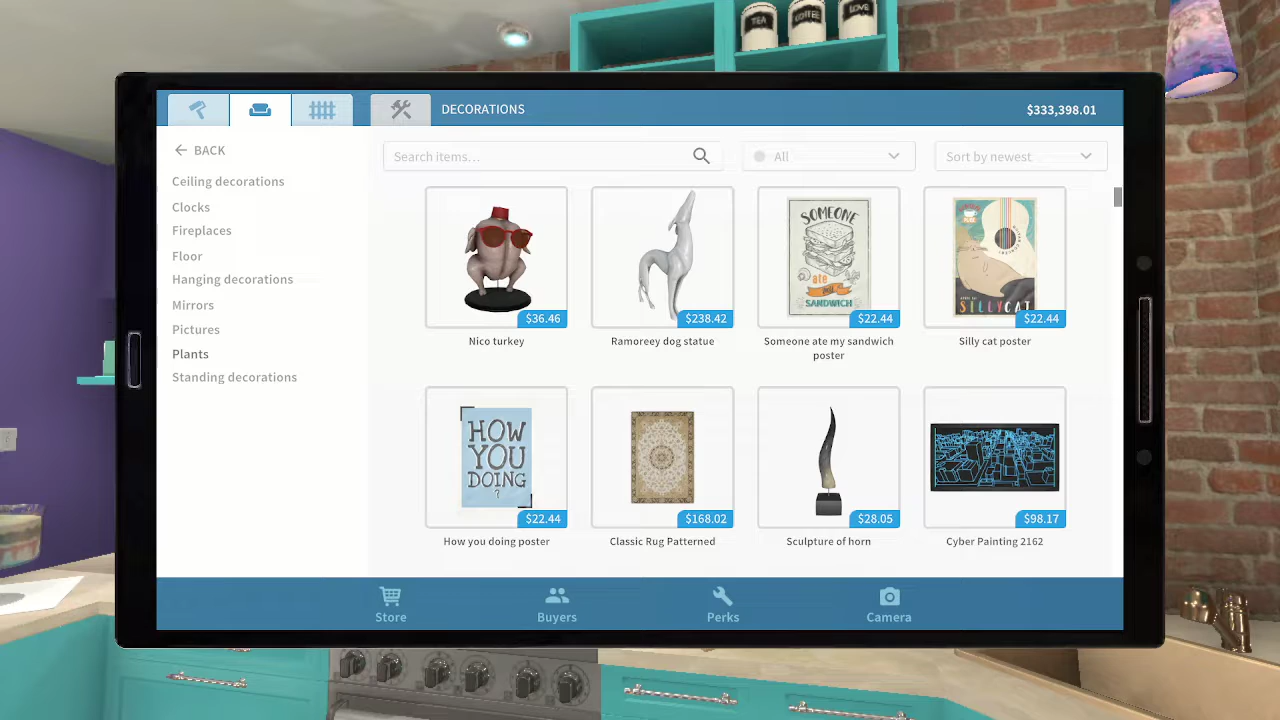 TEA
COFFEE
LOVE
DECORATIONS
$333,398.01
BACK
Search items...
All
Sort by newest
Ceiling decorations
Clocks
Fireplaces
Floor
Hanging decorations
Mirrors
Pictures
Plants
Standing decorations
SOMEONE
ate
SANDWICH
SILLYCAT
$36.46
$238.42
$22.44
$22.44
Nico turkey
Ramoreey dog statue
Someone ate my sandwich
poster
Silly cat poster
HOW
YOU
DOING
?
$22.44
$168.02
$28.05
$98.17
How you doing poster
Classic Rug Patterned
Sculpture of horn
Cyber Painting 2162
Store
Buyers
Perks
Camera